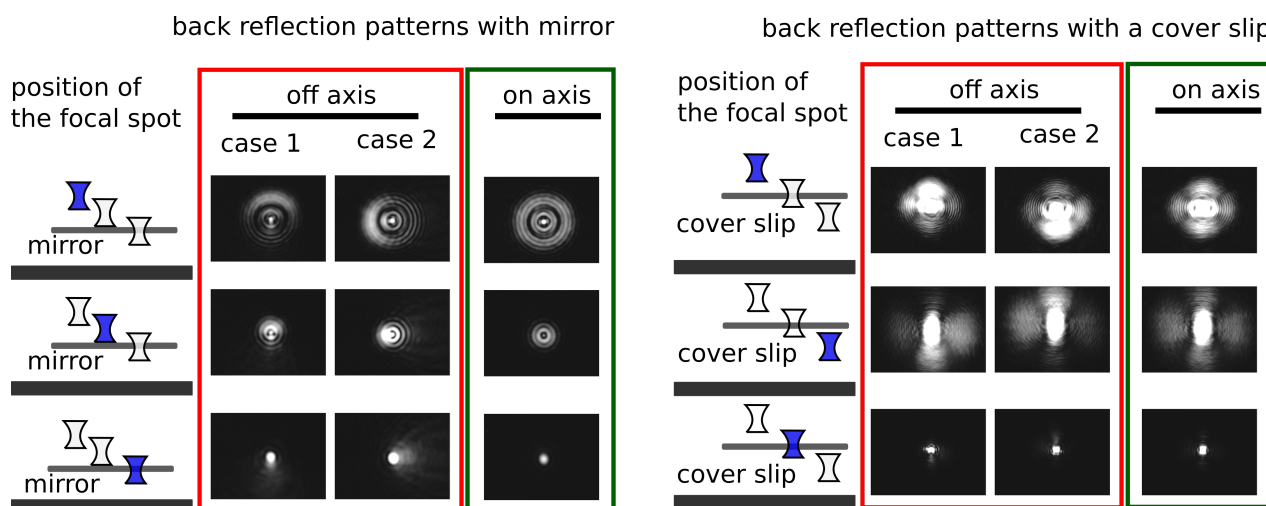 back reflection patterns with mirror
position of
the focal spot
off axis
on axis
case 1
case 2
mirror
mirror
mirror
back reflection patterns with a cover slip
position of
the focal spot
off axis
on axis
case 1
case 2
cover slip
cover slip
cover slip